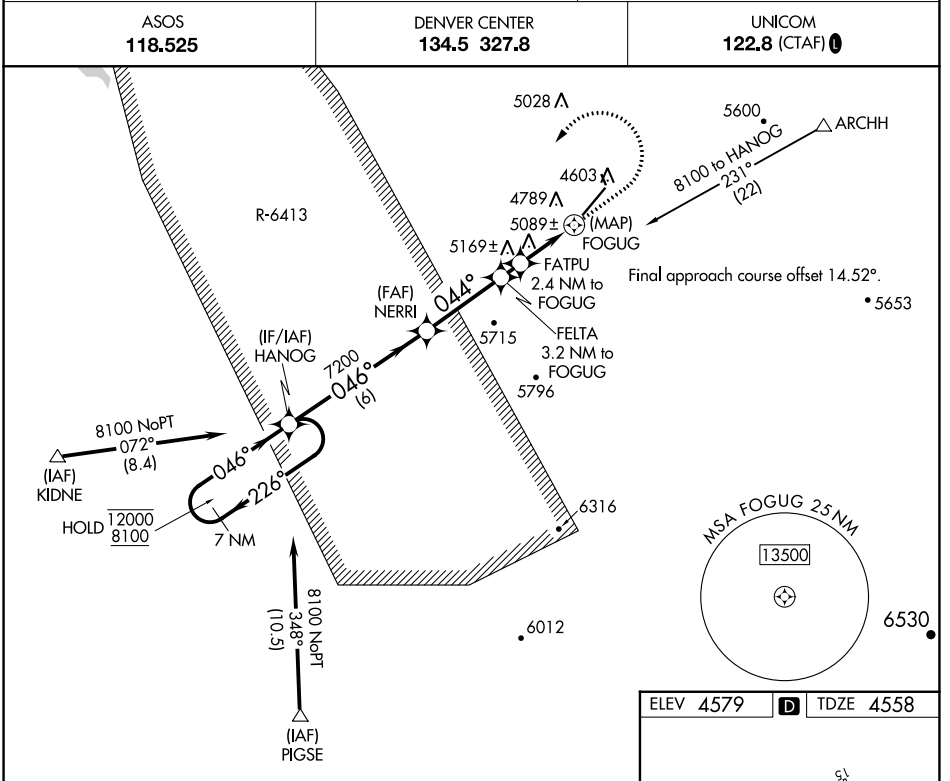 ASOS
118.525
DENVER CENTER
134.5 327.8
UNICOM
122.8 (CTAF) L
5028
5600
ARCHH
8100 to HANOG
231°
(22)
4603
4789
5089±
(MAP)
FOGUG
R-6413
5169±
FATPU
2.4 NM to
FOGUG
Final approach course offset 14.52°.
5653
(FAF)
NERRI
044°
FELTA
3.2 NM to
FOGUG
5715
(IF/IAF)
HANOG
7200
046°
(6)
5796
8100 NoPT
072°
(8.4)
(IAF)
KIDNE
046°
226°
HOLD 12000
8100
7 NM
6316
MSA FOGUG 25 NM
13500
8100 NoPT
348°
(10.5)
6012
6530
(IAF)
PIGSE
ELEV 4579 D TDZE 4558